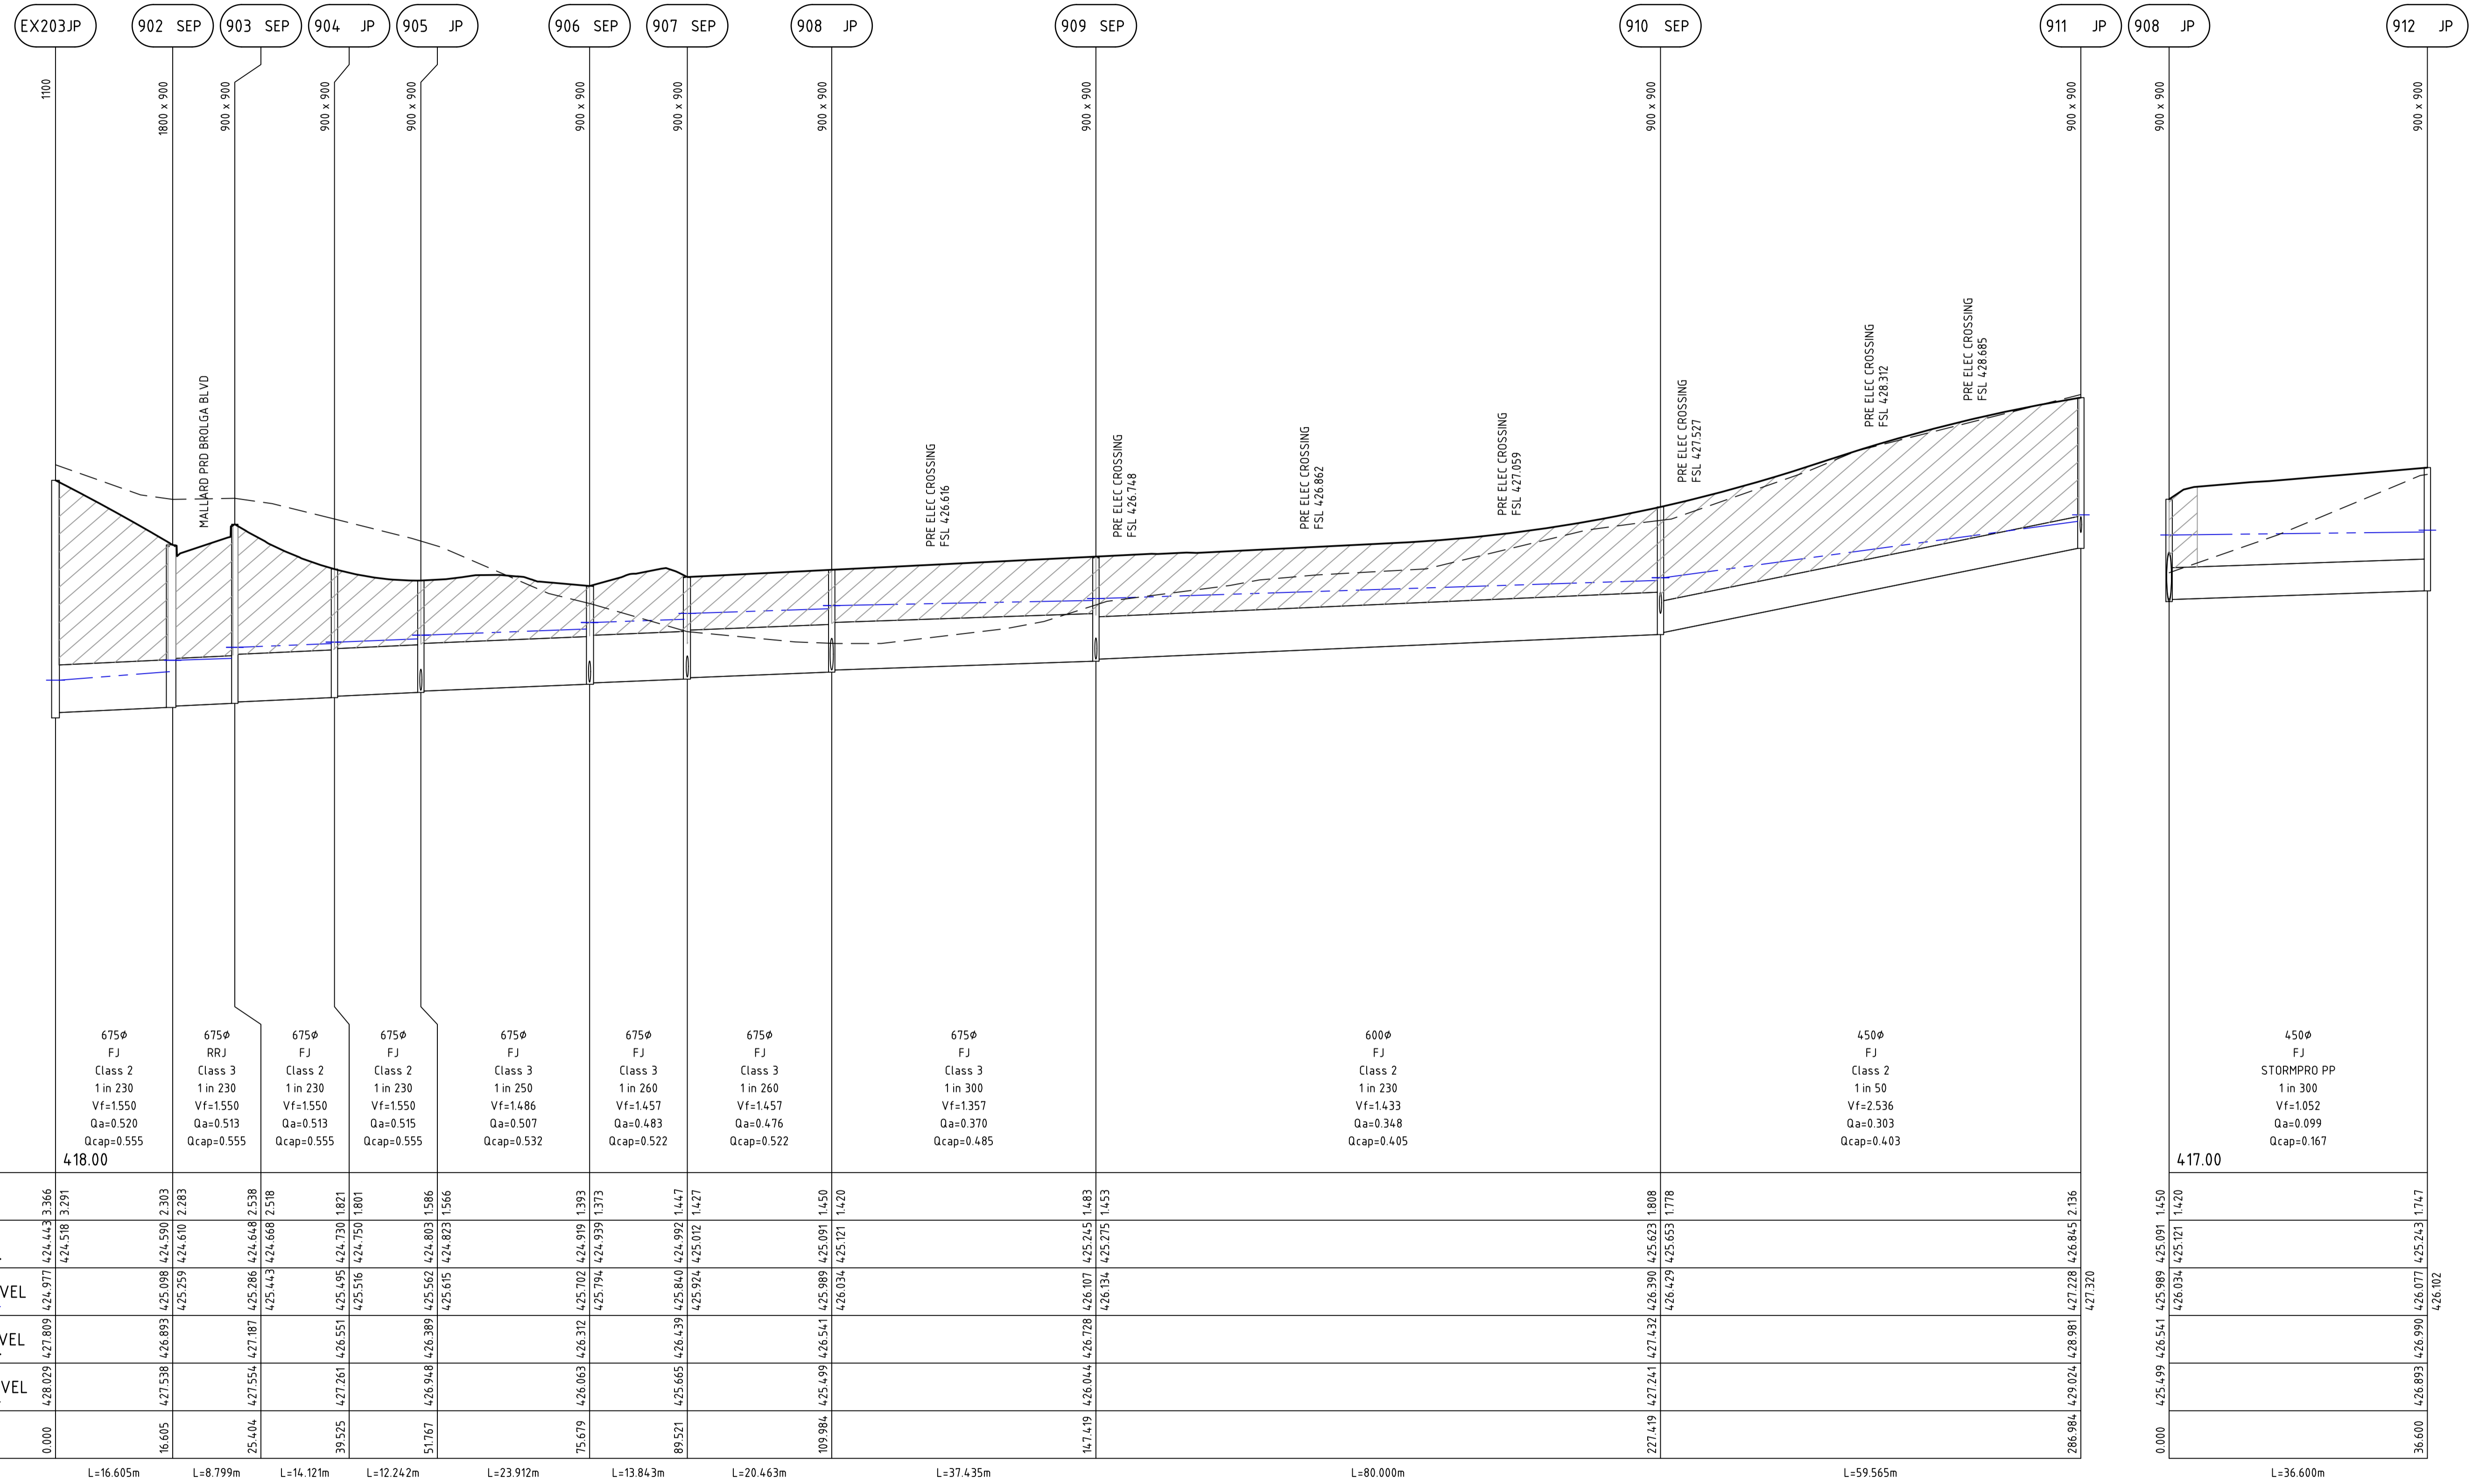 EX203JP
902 SEP
903 SEP
904 JP
905 JP
906 SEP
907 SEP
908 JP
909 SEP
910 SEP
911 JP
908 JP
912 JP
1100
1800 x 900
900 x 900
900 x 900
900 x 900
900 x 900
900 x 900
900 x 900
900 x 900
900 x 900
900 x 900
900 x 900
900 x 900
MALLARD PRD BROLGA BLVD
PRE ELEC CROSSING
FSL 426.616
PRE ELEC CROSSING
FSL 426.748
PRE ELEC CROSSING
FSL 426.862
PRE ELEC CROSSING
FSL 427.059
PRE ELEC CROSSING
FSL 427.527
PRE ELEC CROSSING
FSL 428.312
PRE ELEC CROSSING
FSL 428.685
675Ø
FJ
Class 2
1 in 230
Vf=1.550
Qa=0.520
Qcap=0.555
675Ø
RRJ
Class 3
1 in 230
Vf=1.550
Qa=0.513
Qcap=0.555
675Ø
FJ
Class 2
1 in 230
Vf=1.550
Qa=0.513
Qcap=0.555
675Ø
FJ
Class 2
1 in 230
Vf=1.550
Qa=0.515
Qcap=0.555
675Ø
FJ
Class 3
1 in 250
Vf=1.486
Qa=0.507
Qcap=0.532
675Ø
FJ
Class 3
1 in 260
Vf=1.457
Qa=0.483
Qcap=0.522
675Ø
FJ
Class 3
1 in 260
Vf=1.457
Qa=0.476
Qcap=0.522
675Ø
FJ
Class 3
1 in 300
Vf=1.357
Qa=0.370
Qcap=0.485
600Ø
FJ
Class 2
1 in 230
Vf=1.433
Qa=0.348
Qcap=0.405
450Ø
FJ
Class 2
1 in 50
Vf=2.536
Qa=0.303
Qcap=0.403
450Ø
FJ
STORMPRO PP
1 in 300
Vf=1.052
Qa=0.099
Qcap=0.167
418.00
417.00
3.366
3.291
2.303
2.283
2.538
2.518
1.821
1.801
1.586
1.566
1.393
1.373
1.447
1.427
1.450
1.420
1.483
1.453
1.808
1.778
2.136
1.450
1.420
1.747
424.443
424.518
424.590
424.610
424.648
424.668
424.730
424.750
424.803
424.823
424.919
424.939
424.992
425.012
425.091
425.121
425.245
425.275
425.623
425.653
426.845
425.091
425.121
425.243
VEL
424.977
425.098
425.259
425.286
425.443
425.495
425.516
425.562
425.615
425.702
425.794
425.840
425.924
425.989
426.034
426.107
426.134
426.390
426.429
427.228
427.320
425.989
426.034
426.077
426.102
VEL
427.809
426.893
427.187
426.551
426.389
426.312
426.439
426.541
426.728
427.432
428.981
426.541
426.990
VEL
428.029
427.538
427.554
427.261
426.948
426.063
425.665
425.499
426.044
427.241
429.024
425.499
426.893
0.000
16.605
25.404
39.525
51.767
75.679
89.521
109.984
147.419
227.419
286.984
0.000
36.600
L=16.605m
L=8.799m
L=14.121m
L=12.242m
L=23.912m
L=13.843m
L=20.463m
L=37.435m
L=80.000m
L=59.565m
L=36.600m